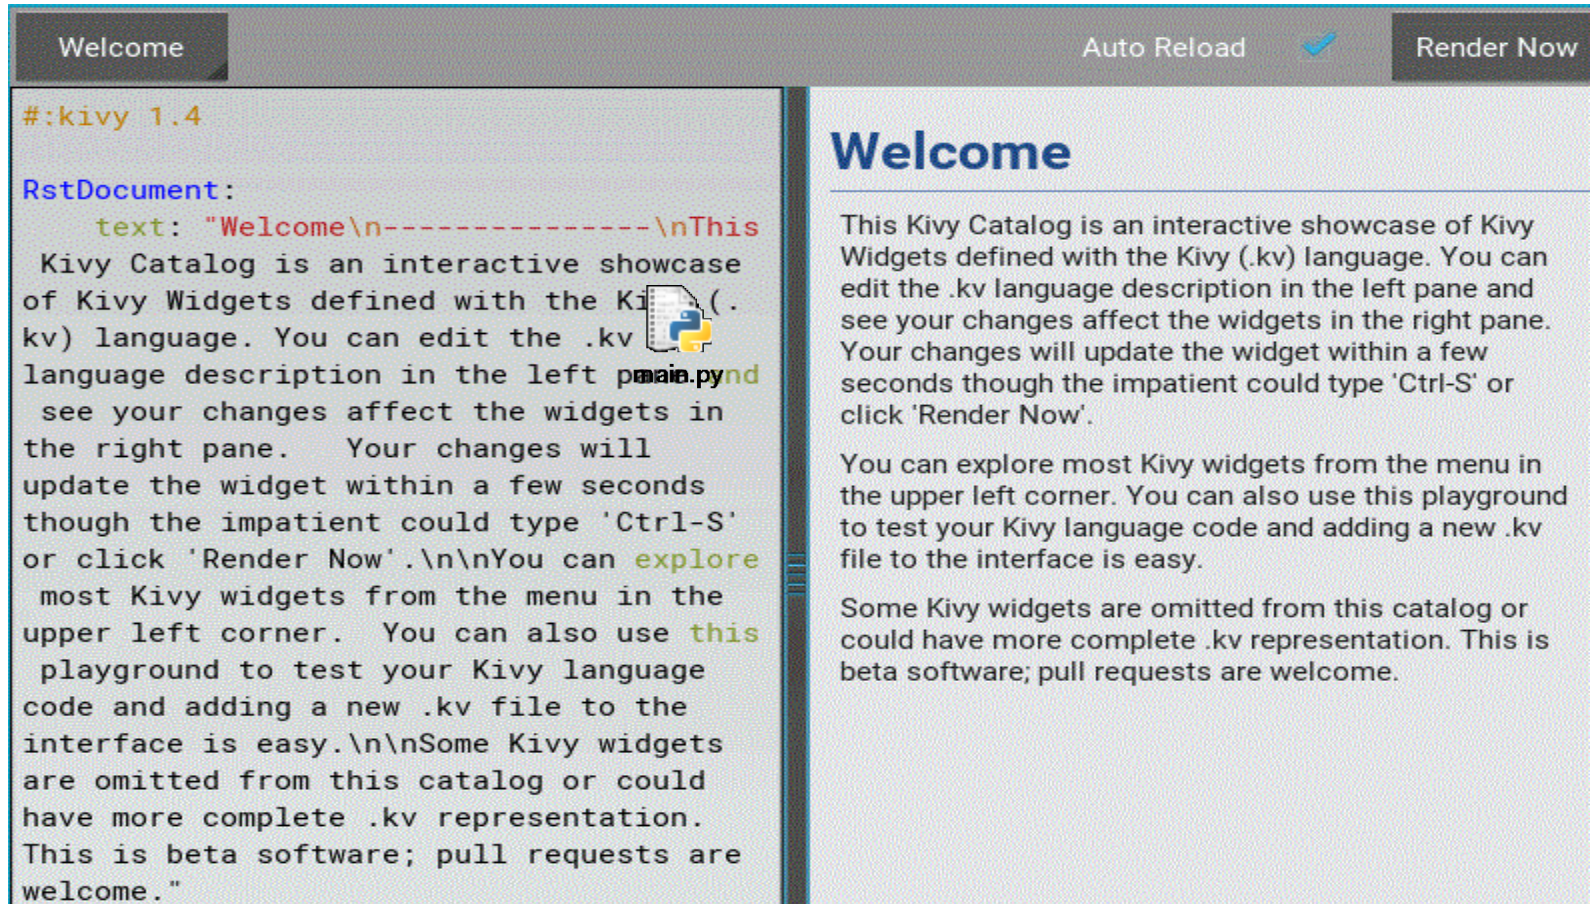 Welcome
Auto Reload
Render Now
#:kivy 1.4
RstDocument:
text: "Welcome\n---------------\nThis
Kivy Catalog is an interactive showcase
of Kivy Widgets defined with the Ki (.
kv) language. You can edit the .kv
language description in the left and
see your changes affect the widgets in
the right pane.   Your changes will
update the widget within a few seconds
though the impatient could type 'Ctrl-S'
or click 'Render Now'.\n\nYou can explore
most Kivy widgets from the menu in the
upper left corner.  You can also use this
playground to test your Kivy language
code and adding a new .kv file to the
interface is easy.\n\nSome Kivy widgets
are omitted from this catalog or could
have more complete .kv representation.
This is beta software; pull requests are
welcome."
main.py
Welcome
This Kivy Catalog is an interactive showcase of Kivy
Widgets defined with the Kivy (.kv) language. You can
edit the .kv language description in the left pane and
see your changes affect the widgets in the right pane.
Your changes will update the widget within a few
seconds though the impatient could type 'Ctrl-S' or
click 'Render Now'.
You can explore most Kivy widgets from the menu in
the upper left corner. You can also use this playground
to test your Kivy language code and adding a new .kv
file to the interface is easy.
Some Kivy widgets are omitted from this catalog or
could have more complete .kv representation. This is
beta software; pull requests are welcome.